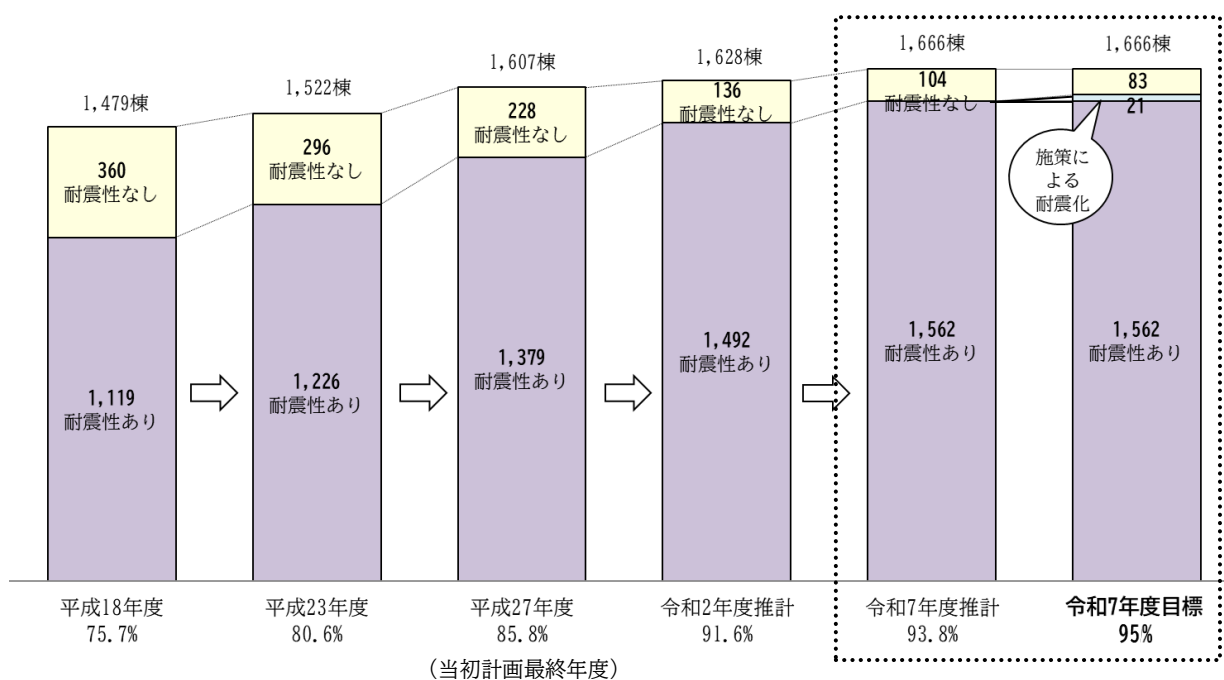 1,479棟
360
耐震性なし
1,119
耐震性あり
平成18年度
75.7%
1,522棟
296
耐震性なし
1,226
耐震性あり
平成23年度
80.6%
1,607棟
228
耐震性なし
1,379
耐震性あり
平成27年度
85.8%
（当初計画最終年度）
1,628棟
136
耐震性なし
1,492
耐震性あり
令和2年度推計
91.6%
1,666棟
104
耐震性なし
1,562
耐震性あり
令和7年度推計
93.8%
1,666棟
83
21
施策に
よる
耐震化
1,562
耐震性あり
令和7年度目標
95%